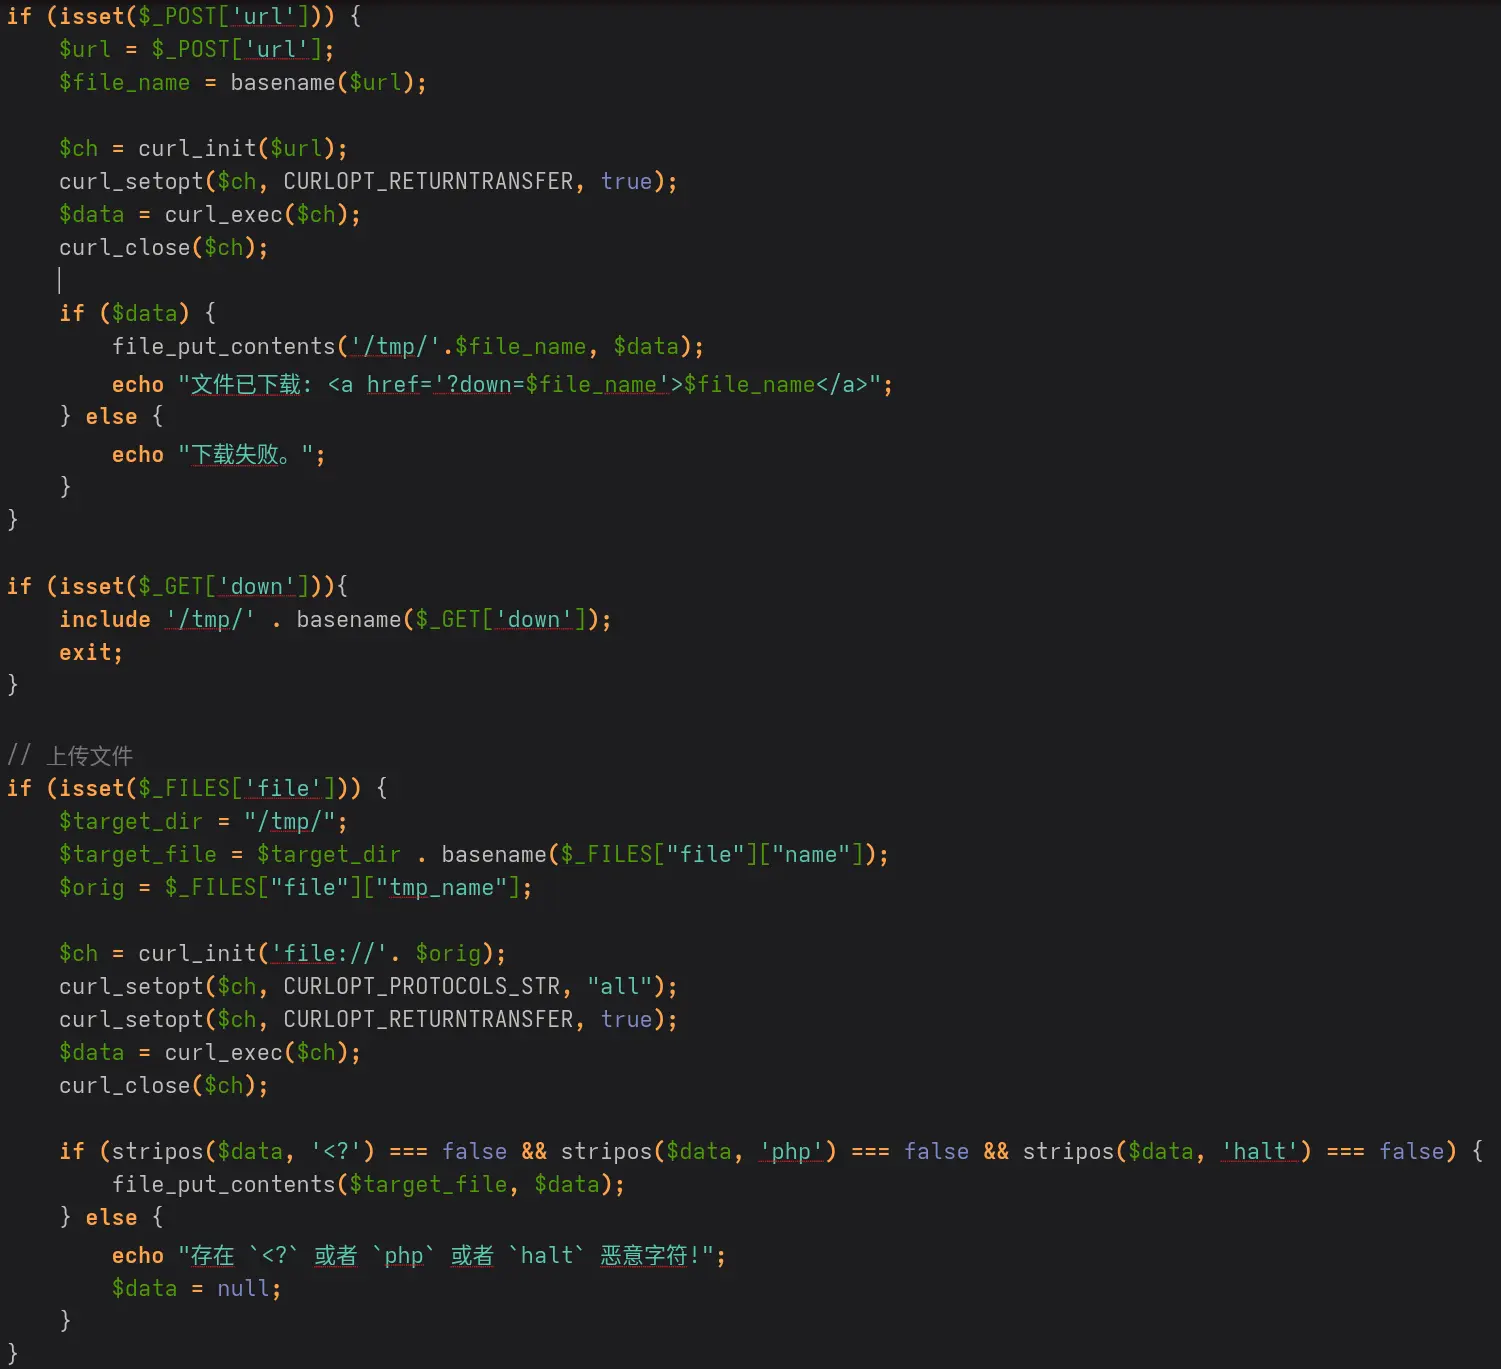 if (isset($_POST['url'])) {
    $url = $_POST['url'];
    $file_name = basename($url);

    $ch = curl_init($url);
    curl_setopt($ch, CURLOPT_RETURNTRANSFER, true);
    $data = curl_exec($ch);
    curl_close($ch);

    if ($data) {
        file_put_contents('/tmp/'.$file_name, $data);
        echo "文件已下载: <a href='?down=$file_name'>$file_name</a>";
    } else {
        echo "下载失败。";
    }
}

if (isset($_GET['down'])){
    include '/tmp/' . basename($_GET['down']);
    exit;
}

// 上传文件
if (isset($_FILES['file'])) {
    $target_dir = "/tmp/";
    $target_file = $target_dir . basename($_FILES["file"]["name"]);
    $orig = $_FILES["file"]["tmp_name"];

    $ch = curl_init('file://'. $orig);
    curl_setopt($ch, CURLOPT_PROTOCOLS_STR, "all");
    curl_setopt($ch, CURLOPT_RETURNTRANSFER, true);
    $data = curl_exec($ch);
    curl_close($ch);

    if (stripos($data, '<?') === false && stripos($data, 'php') === false && stripos($data, 'halt') === false) {
        file_put_contents($target_file, $data);
    } else {
        echo "存在 `<?` 或者 `php` 或者 `halt` 恶意字符!";
        $data = null;
    }
}